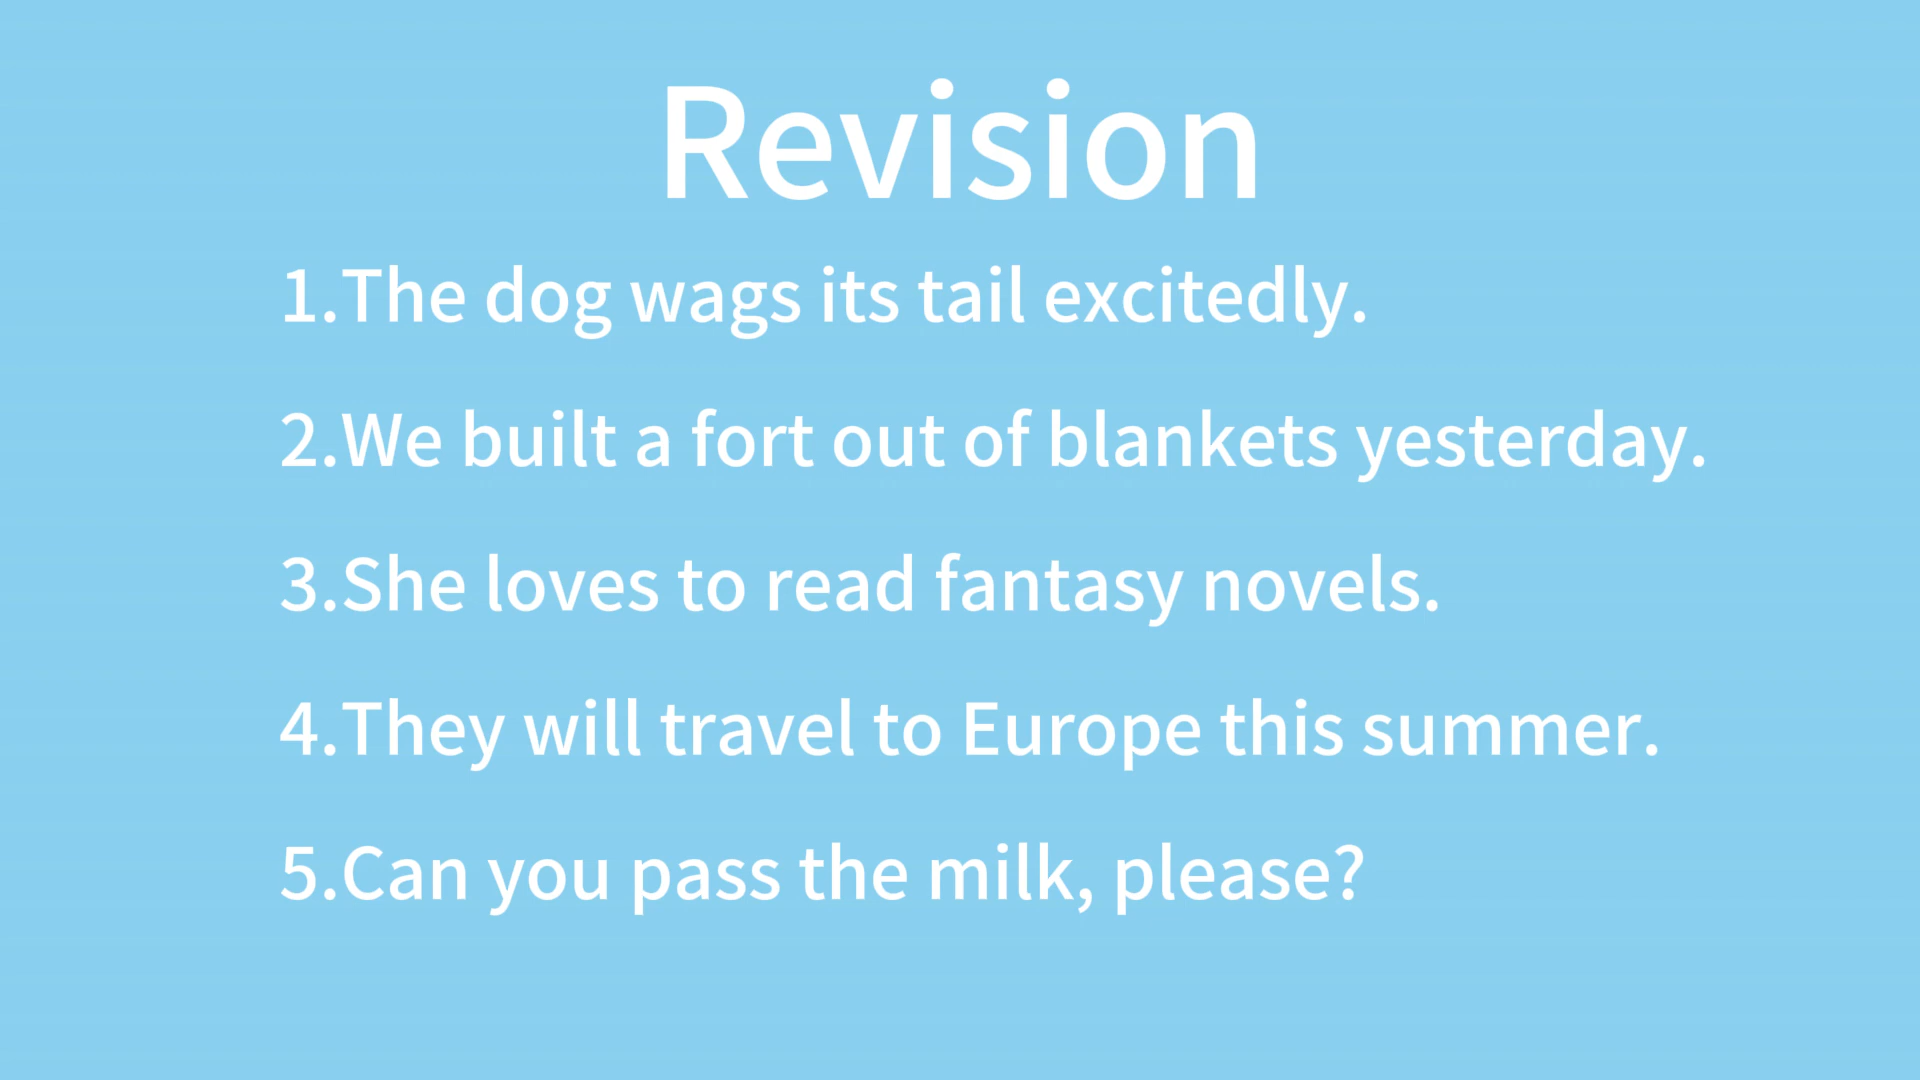 Revision
1.The dog wags its tail excitedly.
2.We built a fort out of blankets yesterday.
3.She loves to read fantasy novels.
4.They will travel to Europe this summer.
5.Can you pass the milk, please?